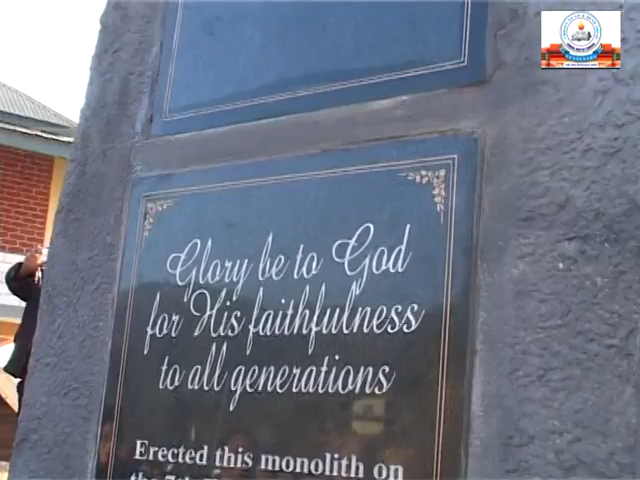 Glory be to God
for His faithfulness
to all generations
Erected this monolith on